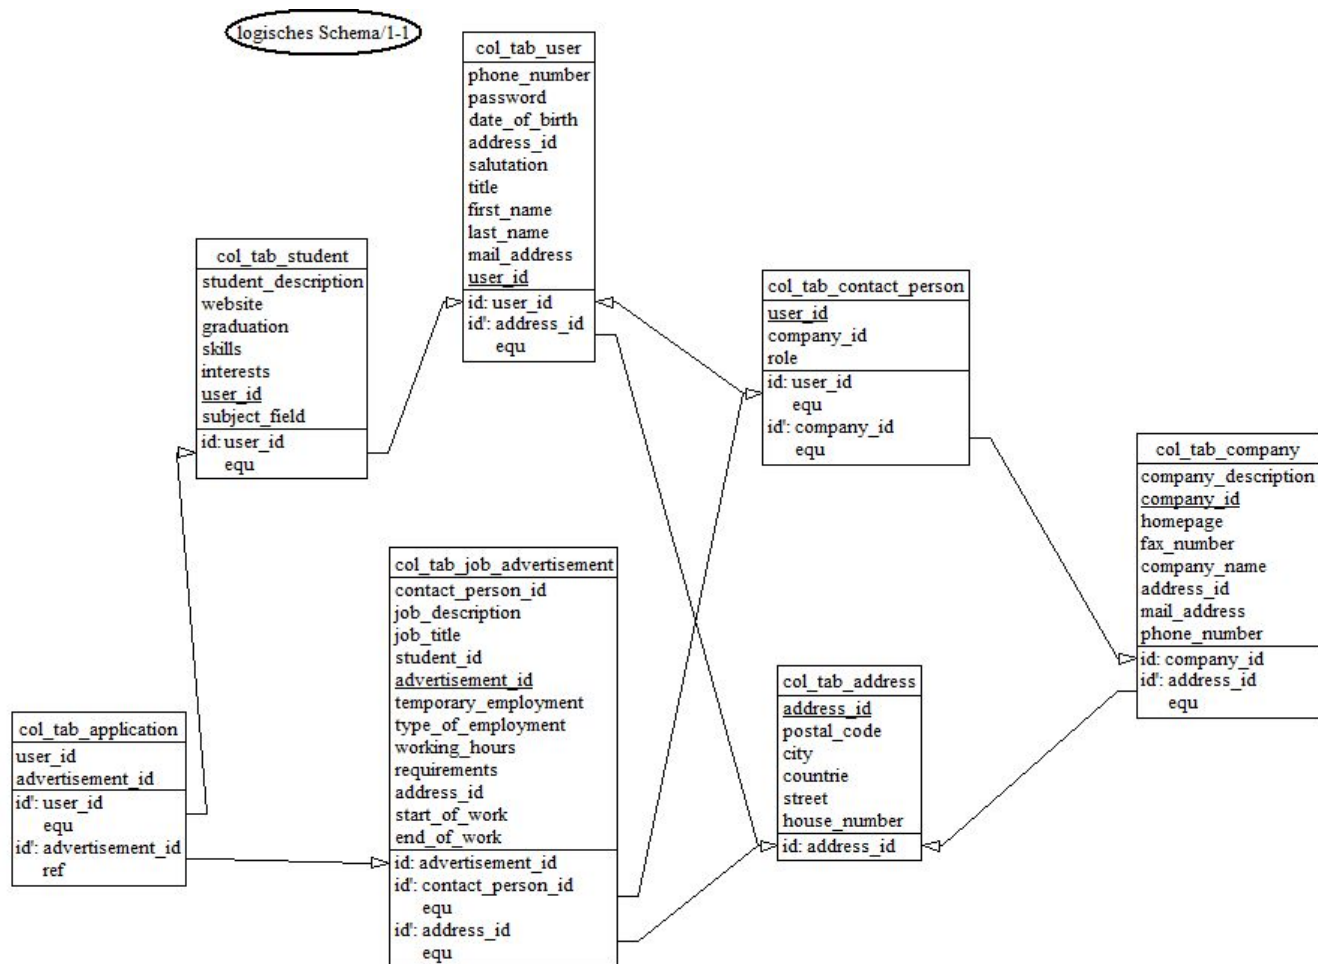 logisches Schema/1-1
col_tab_user
phone_number
password
date_of_birth
address_id
salutation
title
first_name
last_name
mail_address
user_id
id: user_id
id': address_id
equ
col_tab_student
student_description
website
graduation
skills
interests
user_id
subject_field
id: user_id
equ
col_tab_contact_person
user_id
company_id
role
id: user_id
equ
id': company_id
equ
col_tab_company
company_description
company_id
homepage
fax_number
company_name
address_id
mail_address
phone_number
id: company_id
id': address_id
equ
col_tab_job_advertisement
contact_person_id
job_description
job_title
student_id
advertisement_id
temporary_employment
type_of_employment
working_hours
requirements
address_id
start_of_work
end_of_work
id: advertisement_id
id': contact_person_id
equ
id': address_id
equ
col_tab_address
address_id
postal_code
city
countrie
street
house_number
id: address_id
col_tab_application
user_id
advertisement_id
id': user_id
equ
id': advertisement_id
ref